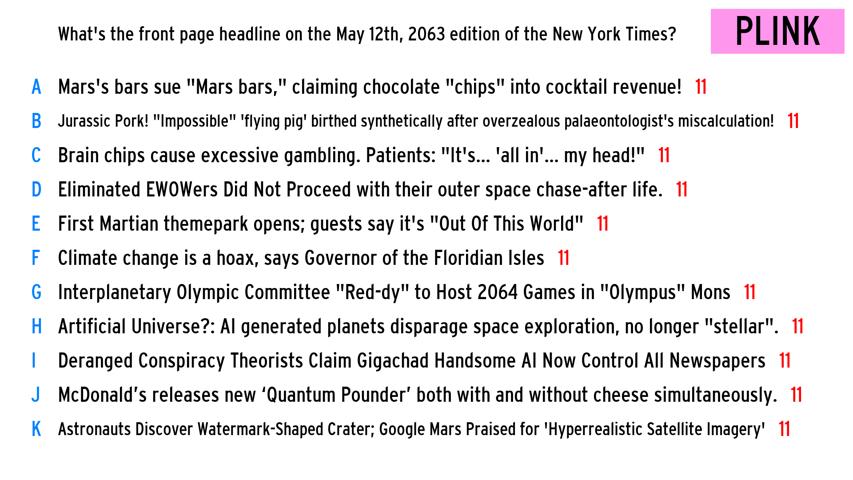 What's the front page headline on the May 12th, 2063 edition of the New York Times?
PLINK
A Mars's bars sue "Mars bars," claiming chocolate "chips" into cocktail revenue! 11
B Jurassic Pork! "Impossible" 'flying pig' birthed synthetically after overzealous palaeontologist's miscalculation! 11
C Brain chips cause excessive gambling. Patients: "It's... 'all in'... my head!" 11
D Eliminated EWOWers Did Not Proceed with their outer space chase-after life. 11
E First Martian themepark opens; guests say it's "Out Of This World" 11
F Climate change is a hoax, says Governor of the Floridian Isles 11
G Interplanetary Olympic Committee "Red-dy" to Host 2064 Games in "Olympus" Mons 11
H Artificial Universe?: AI generated planets disparage space exploration, no longer "stellar". 11
I Deranged Conspiracy Theorists Claim Gigachad Handsome AI Now Control All Newspapers 11
J McDonald’s releases new ‘Quantum Pounder’ both with and without cheese simultaneously. 11
K Astronauts Discover Watermark-Shaped Crater; Google Mars Praised for 'Hyperrealistic Satellite Imagery' 11